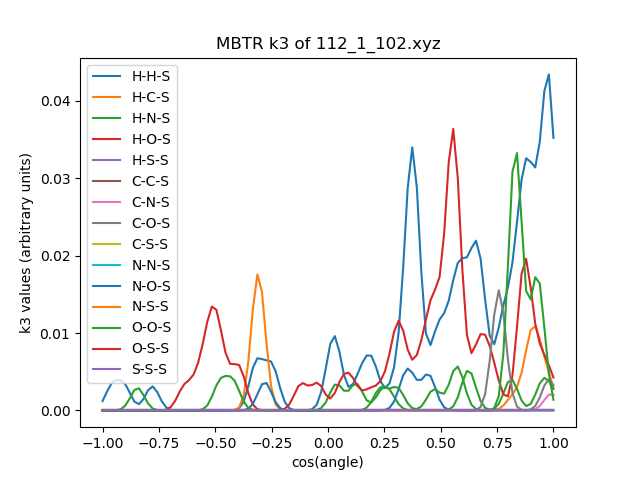 MBTR k3 of 112_1_102.xyz
k3 values (arbitrary units)
0.04
0.03
0.02
0.01
0.00
H-H-S
H-C-S
H-N-S
H-O-S
H-S-S
C-C-S
C-N-S
C-O-S
C-S-S
N-N-S
N-O-S
N-S-S
O-O-S
O-S-S
S-S-S
−1.00 −0.75 −0.50 −0.25 0.00 0.25 0.50 0.75 1.00
cos(angle)